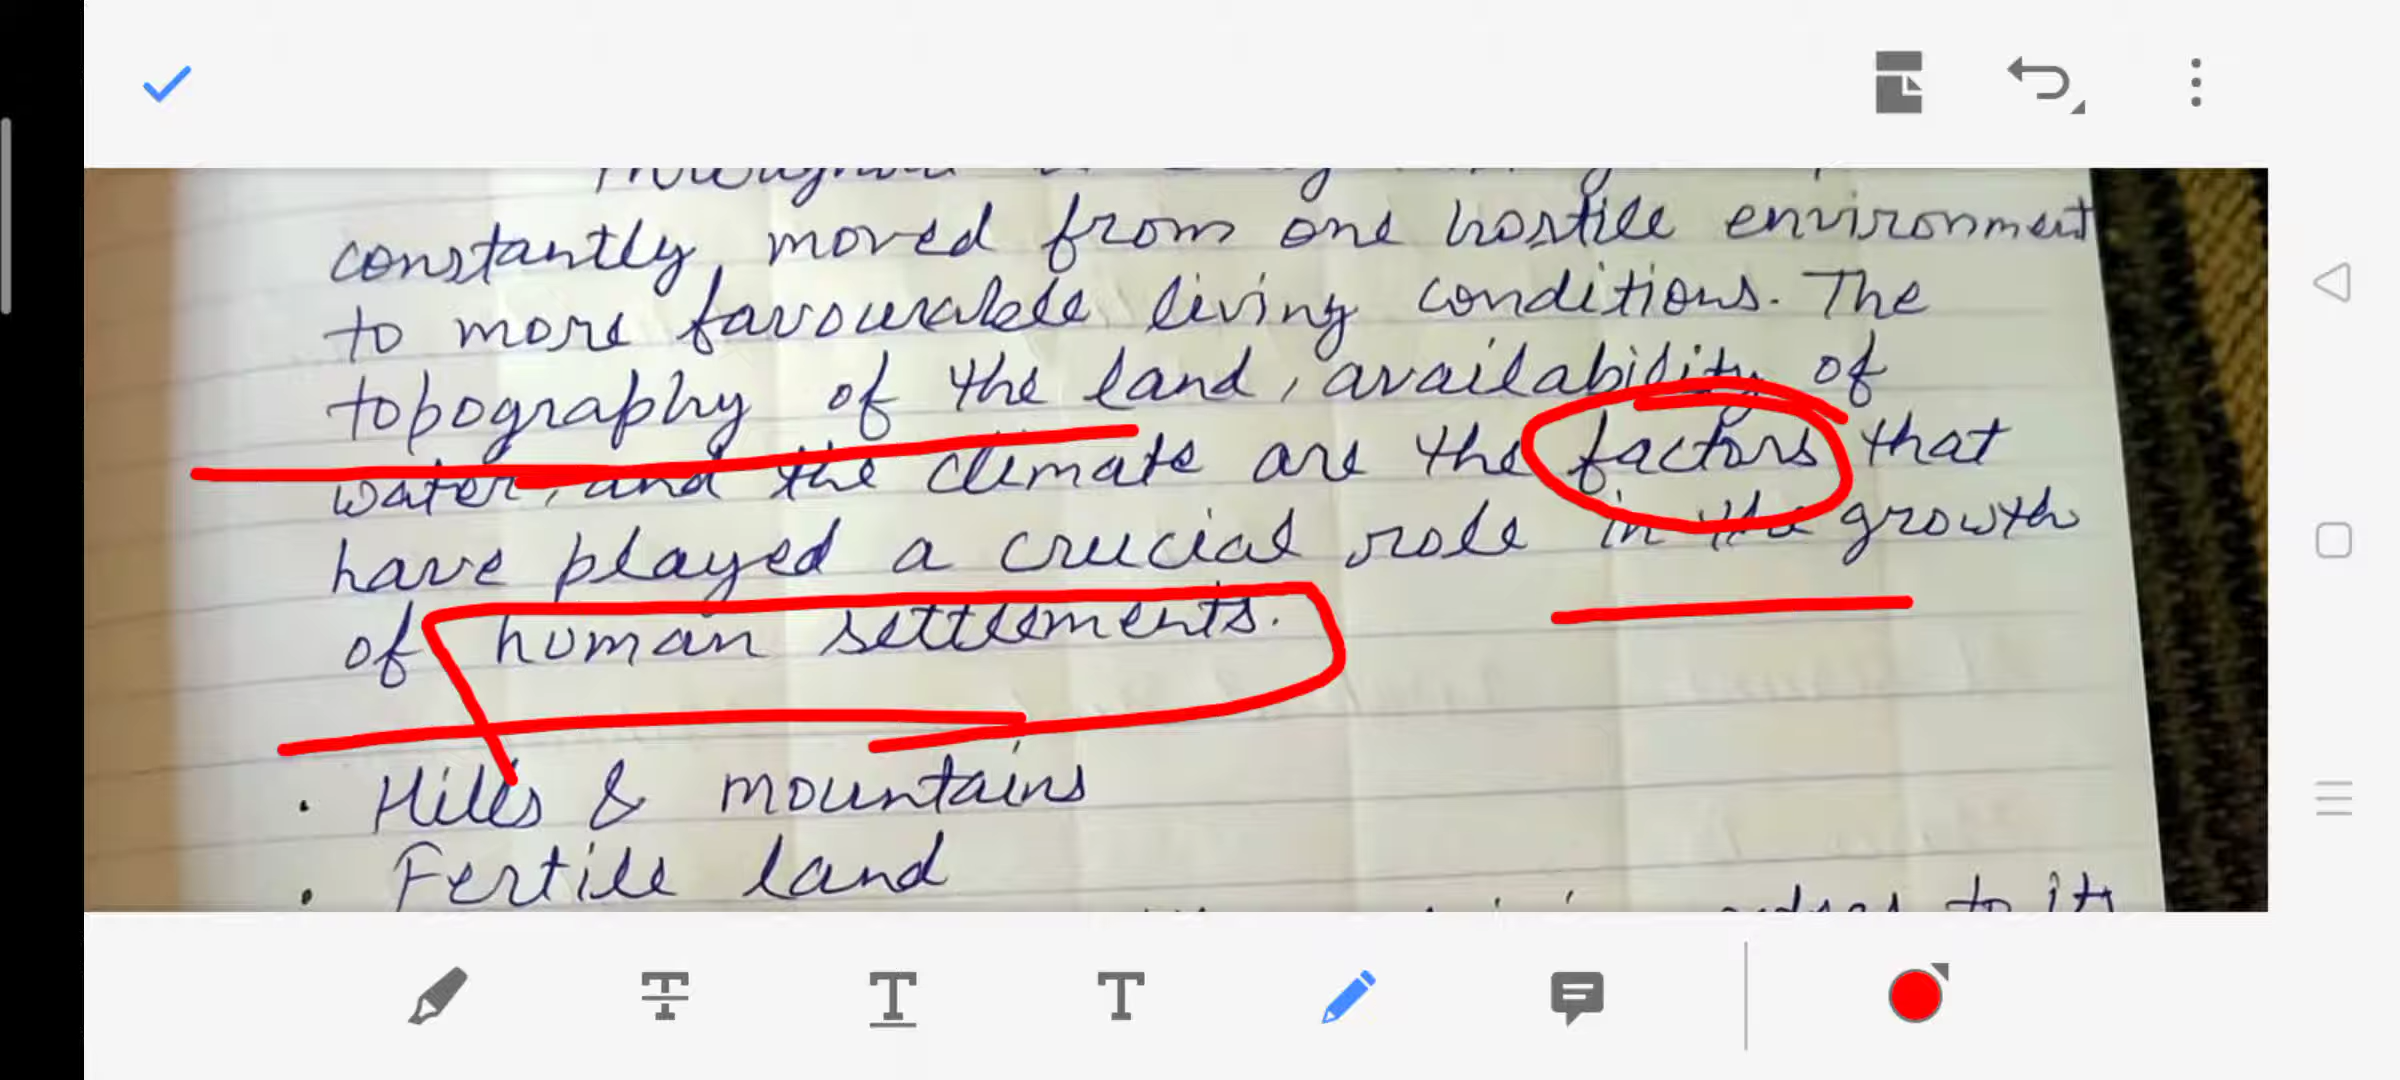 constantly moved from one hostile environment
to more favourable living conditions. The
topography of the land, availability of
water, and the climate are the factors that
have played a crucial role in the growth
of human settlements.
. Hills & mountains
. Fertile land
to its
T T T